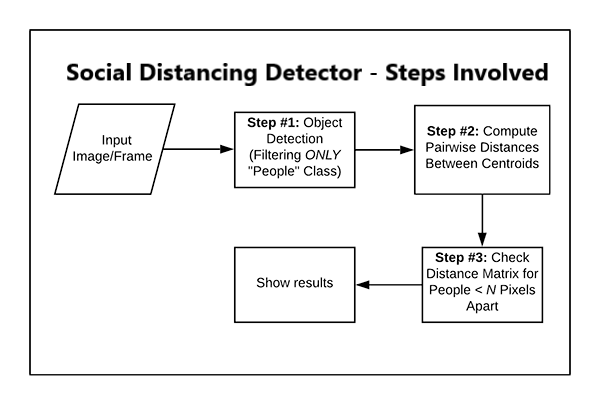 Social Distancing Detector - Steps Involved
Input
Image/Frame
Step #1: Object
Detection
(Filtering ONLY
"People" Class)
Step #2: Compute
Pairwise Distances
Between Centroids
Step #3: Check
Distance Matrix for
People < N Pixels
Apart
Show results